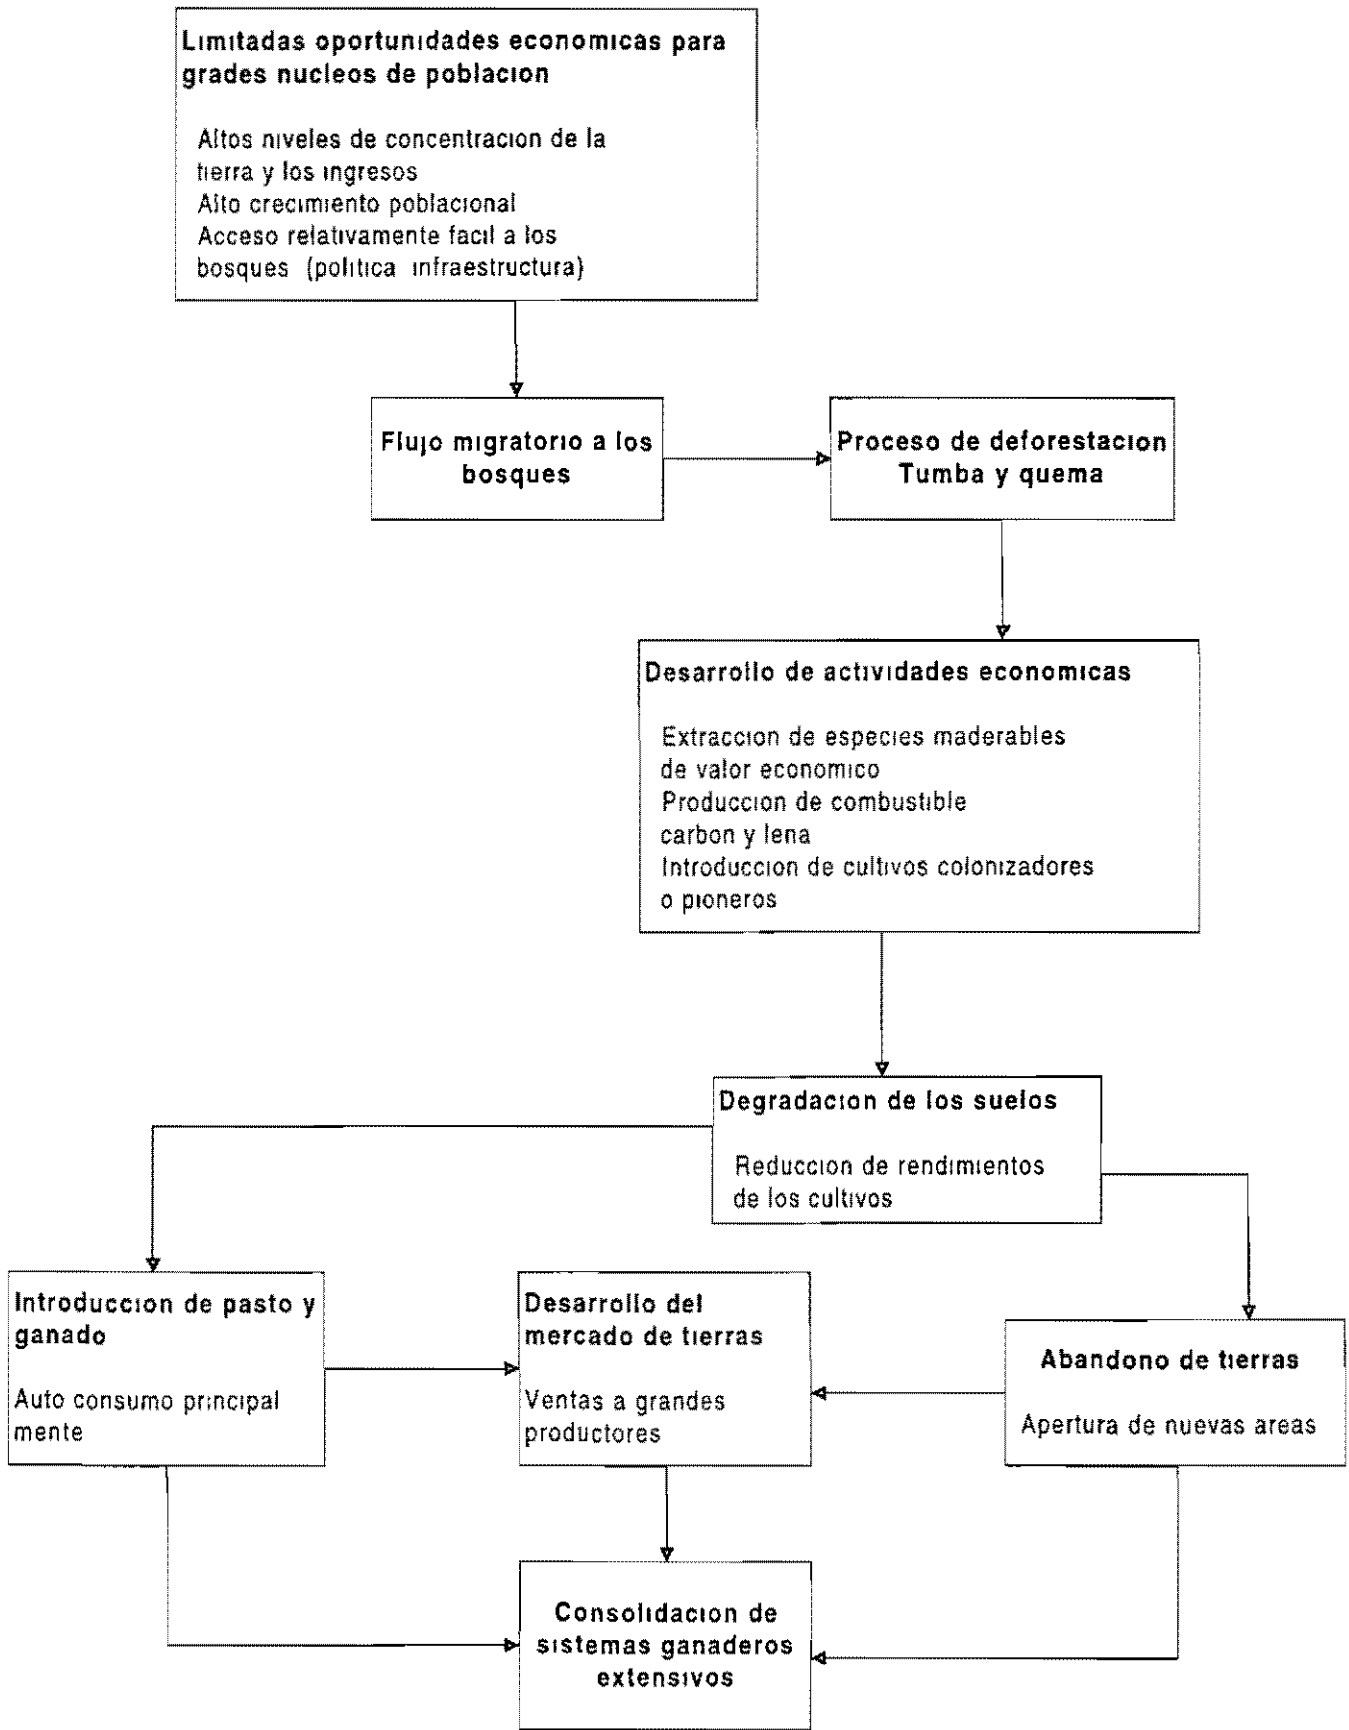 Limitadas oportunidades economicas para
grades nucleos de poblacion
Altos niveles de concentracion de la
tierra y los ingresos
Alto crecimiento poblacional
Acceso relativamente facil a los
bosques (politica infraestructura)
Flujo migratorio a los
bosques
Proceso de deforestacion
Tumba y quema
Desarrollo de actividades economicas
Extraccion de especies maderables
de valor economico
Produccion de combustible
carbon y lena
Introduccion de cultivos colonizadores
o pioneros
Degradacion de los suelos
Reduccion de rendimientos
de los cultivos
Introduccion de pasto y
ganado
Auto consumo principal
mente
Desarrollo del
mercado de tierras
Ventas a grandes
productores
Abandono de tierras
Apertura de nuevas areas
Consolidacion de
sistemas ganaderos
extensivos